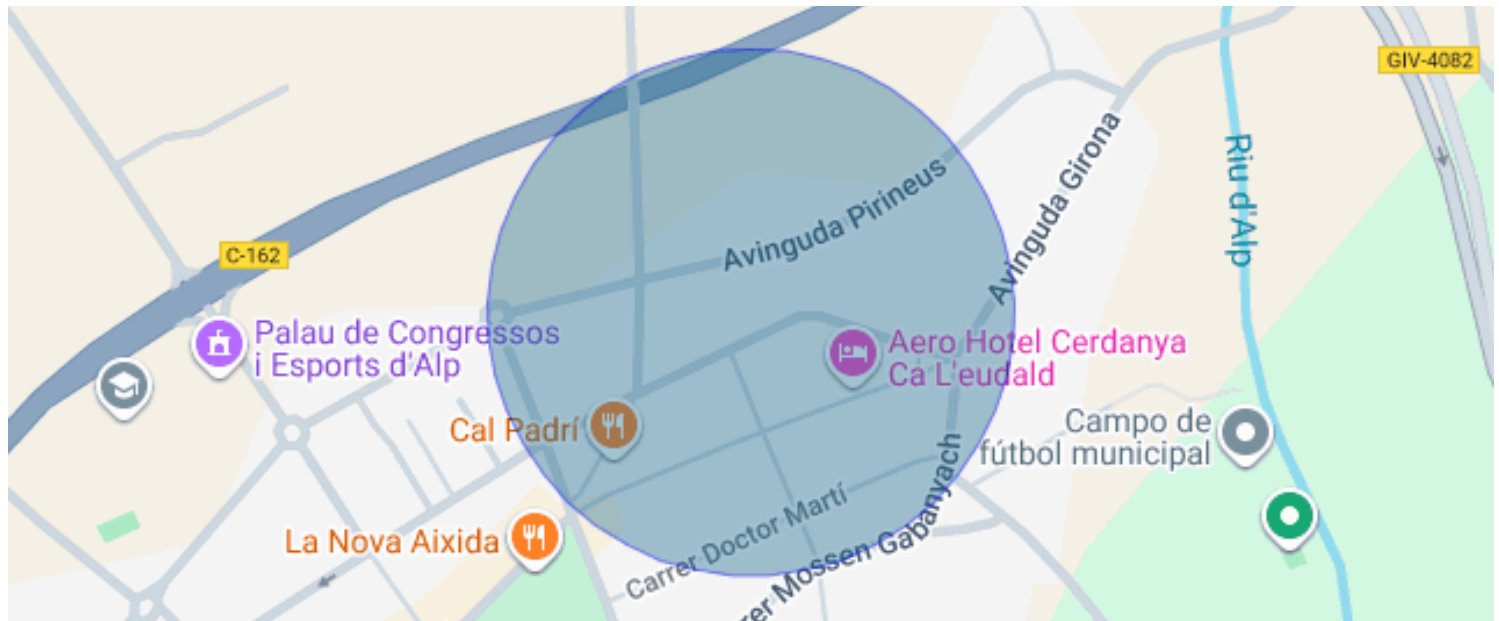 GIV-4082
Riu d'Alp
Avinguda Girona
Avinguda Pirineus
C-162
Palau de Congressos
i Esports d'Alp
Aero Hotel Cerdanya
Ca L'eudald
Cal Padrí
Campo de
fútbol municipal
La Nova Aixida
Carrer Doctor Martí
rer Mossen Gabanyach